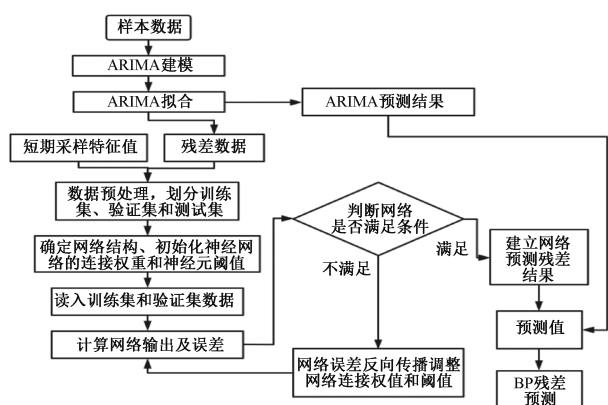 样本数据
ARIMA建模
ARIMA拟合
ARIMA预测结果
短期采样特征值
残差数据
数据预处理，划分训练
集、验证集和测试集
确定网络结构、初始化神经网
络的连接权重和神经元阈值
读入训练集和验证集数据
计算网络输出及误差
判断网络
是否满足条件
满足
不满足
建立网络
预测残差
结果
网络误差反向传播调整
网络连接权值和阈值
预测值
BP残差
预测